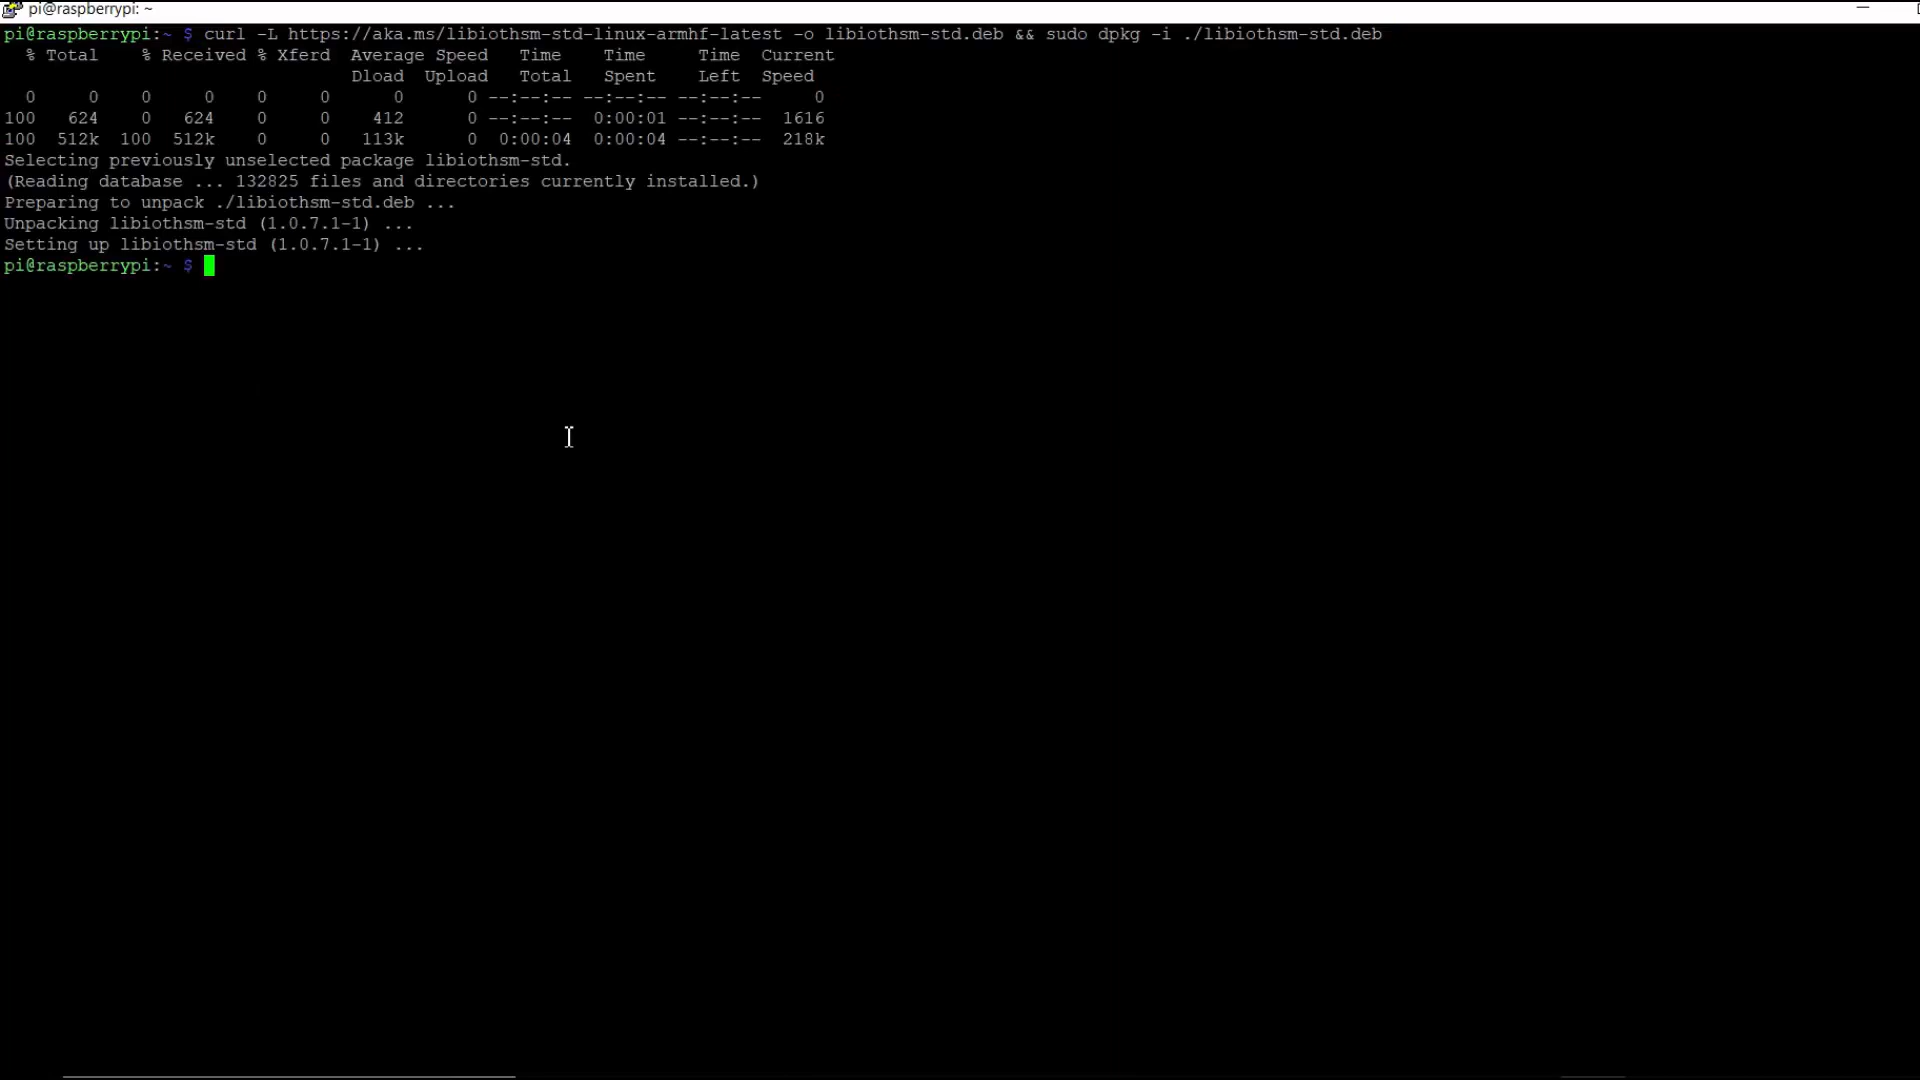 pi@raspberrypi: ~
pi@raspberrypi:~ $ curl -L https://aka.ms/libiothsm-std-linux-armhf-latest -o libiothsm-std.deb && sudo dpkg -i ./libiothsm-std.deb
% Total % Received % Xferd Average Speed Time Time Time Current
Dload Upload Total Spent Left Speed
0 0 0 0 0 0 0 0 --:--:-- --:--:-- --:--:-- 0
100 624 0 624 0 0 412 0 --:--:-- 0:00:01 --:--:-- 1616
100 512k 100 512k 0 0 113k 0 0:00:04 0:00:04 --:--:-- 218k
Selecting previously unselected package libiothsm-std.
(Reading database ... 132825 files and directories currently installed.)
Preparing to unpack ./libiothsm-std.deb ...
Unpacking libiothsm-std (1.0.7.1-1) ...
Setting up libiothsm-std (1.0.7.1-1) ...
pi@raspberrypi:~ $